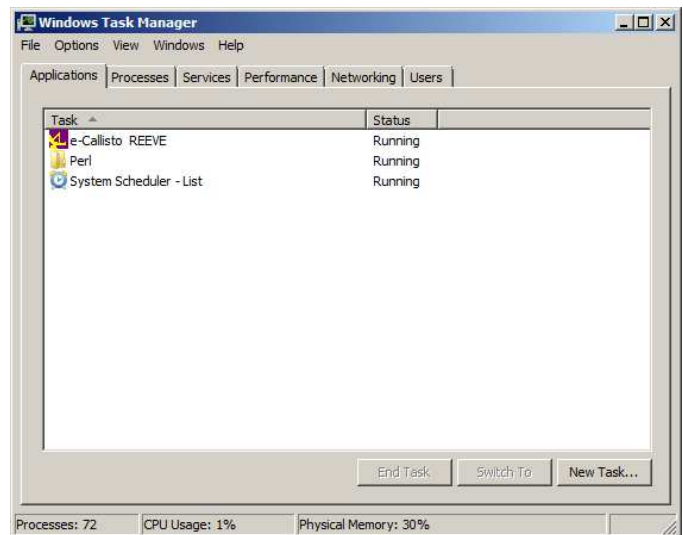 Windows Task Manager
File Options View Windows Help
Applications Processes Services Performance Networking Users
Task Status
e-Callisto REEVE Running
Perl Running
System Scheduler - List Running
End Task Switch To New Task...
Processes: 72 CPU Usage: 1% Physical Memory: 30%